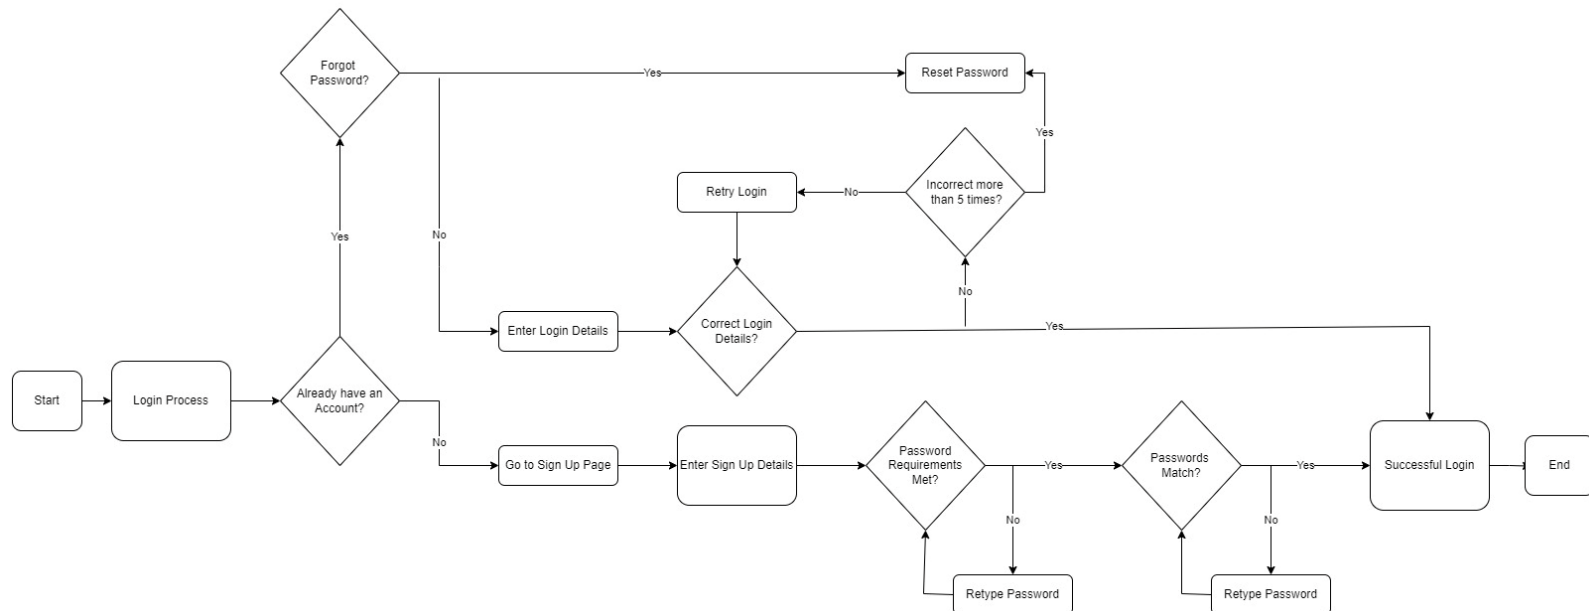 Forgot
Password?
Yes
Reset Password
Yes
Retry Login
No
Incorrect more
than 5 times?
Yes
No
No
Enter Login Details
Correct Login
Details?
Yes
Start
Login Process
Already have an
Account?
No
Go to Sign Up Page
Enter Sign Up Details
Password
Requirements
Met?
Yes
Passwords
Match?
Yes
Successful Login
End
No
No
Retype Password
Retype Password